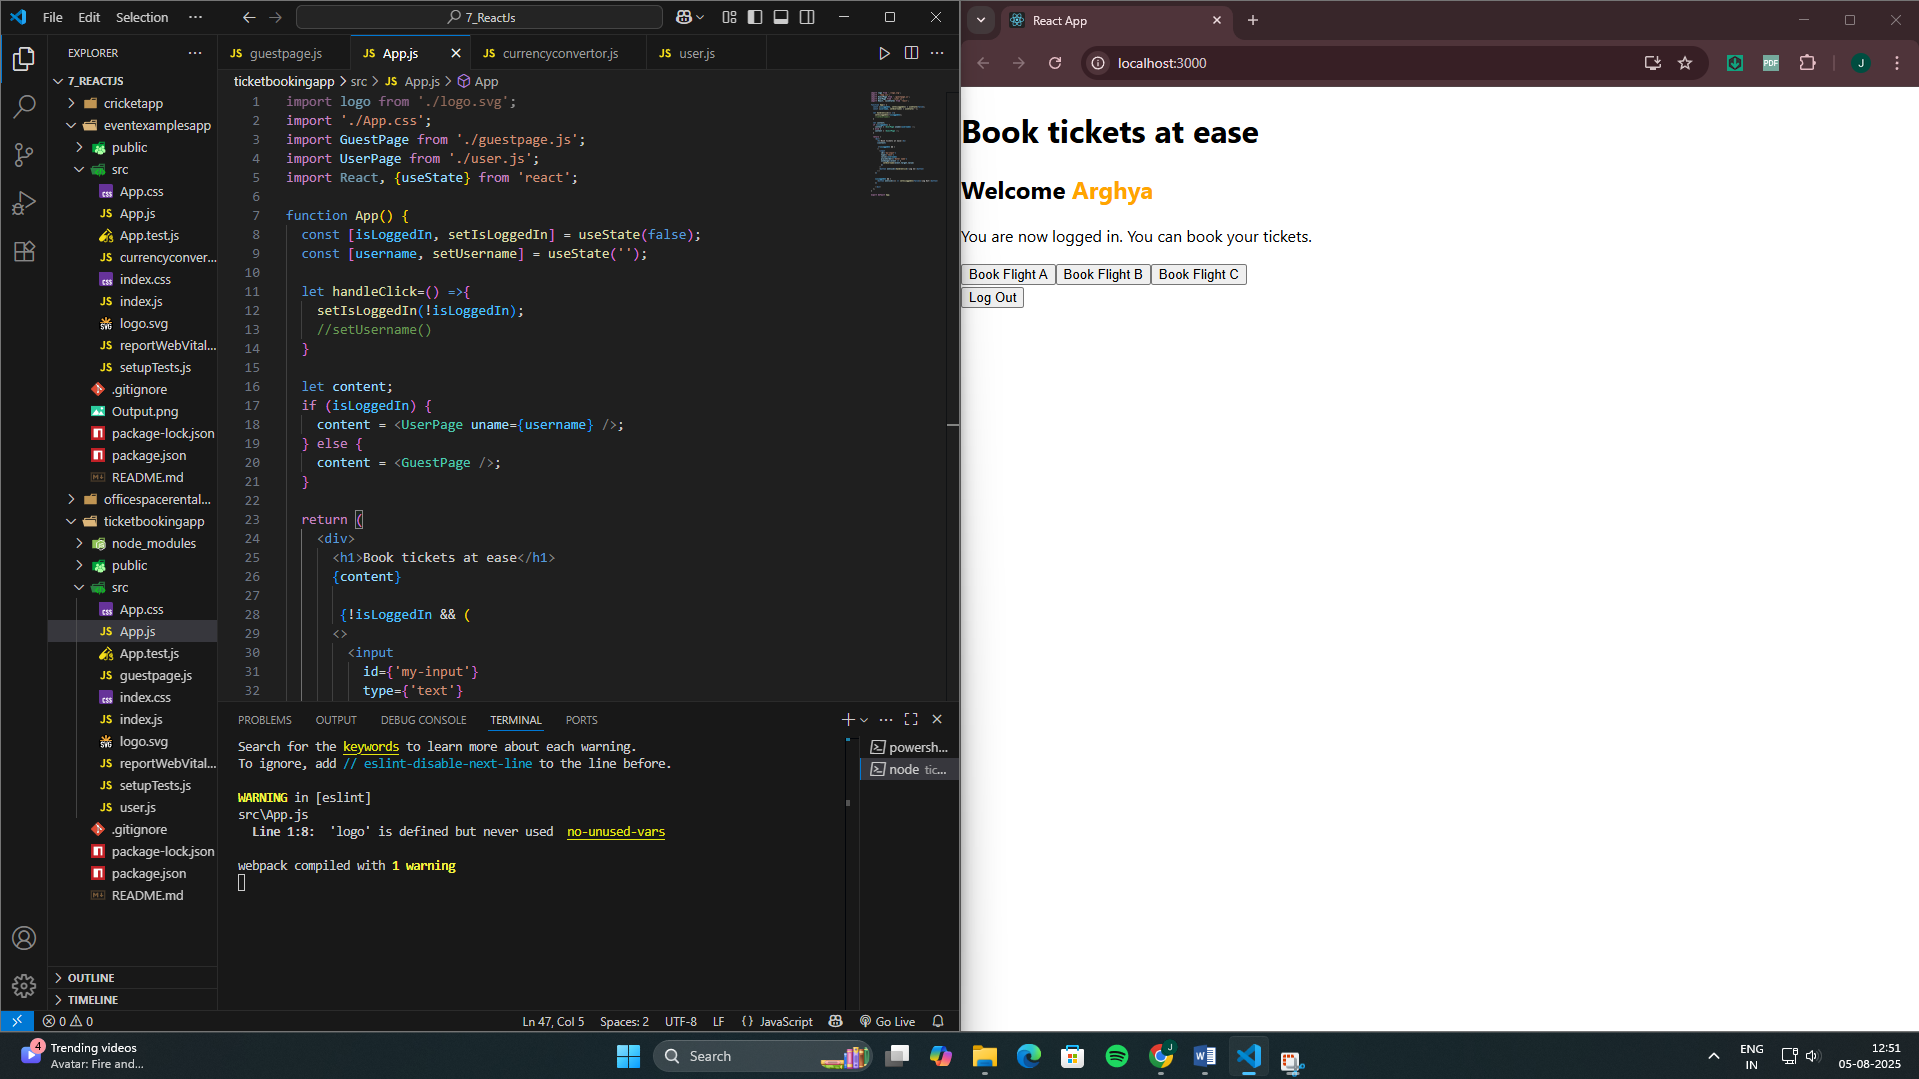 File Edit Selection ···
7_ReactJs
EXPLORER
7_REACTJS
cricketapp
eventexamplesapp
public
src
App.css
App.js
App.test.js
currencyconver...
index.css
index.js
logo.svg
reportWebVital...
setupTests.js
.gitignore
Output.png
package-lock.json
package.json
README.md
officespacerental...
ticketbookingapp
node_modules
public
src
App.css
App.js
App.test.js
guestpage.js
index.css
index.js
logo.svg
reportWebVital...
setupTests.js
user.js
.gitignore
package-lock.json
package.json
README.md
OUTLINE
TIMELINE
JS guestpage.js JS App.js JS currencyconvertor.js JS user.js
ticketbookingapp > src > JS App.js > App
1 import logo from './logo.svg';
2 import './App.css';
3 import GuestPage from './guestpage.js';
4 import UserPage from './user.js';
5 import React, {useState} from 'react';
6
7 function App() {
8 const [isLoggedIn, setIsLoggedIn] = useState(false);
9 const [username, setUsername] = useState('');
10
11 let handleClick=() =>{
12 setIsLoggedIn(!isLoggedIn);
13 //setUsername()
14 }
15
16 let content;
17 if (isLoggedIn) {
18 content = <UserPage uname={username} />;
19 } else {
20 content = <GuestPage />;
21 }
22
23 return (
24 <div>
25 <h1>Book tickets at ease</h1>
26 {content}
27
28 {!isLoggedIn && (
29 <>
30 <input
31 id={'my-input'}
32 type={'text'}
PROBLEMS OUTPUT DEBUG CONSOLE TERMINAL PORTS
Search for the keywords to learn more about each warning.
To ignore, add // eslint-disable-next-line to the line before.
WARNING in [eslint]
src\App.js
Line 1:8: 'logo' is defined but never used no-unused-vars
webpack compiled with 1 warning
powersh...
node tic...
0 0
Ln 47, Col 5 Spaces: 2 UTF-8 LF {} JavaScript Go Live
React App
localhost:3000
PDF
J
Book tickets at ease
Welcome Arghya
You are now logged in. You can book your tickets.
Book Flight A Book Flight B Book Flight C
Log Out
4
Trending videos
Avatar: Fire and...
Search
ENG
IN
12:51
05-08-2025